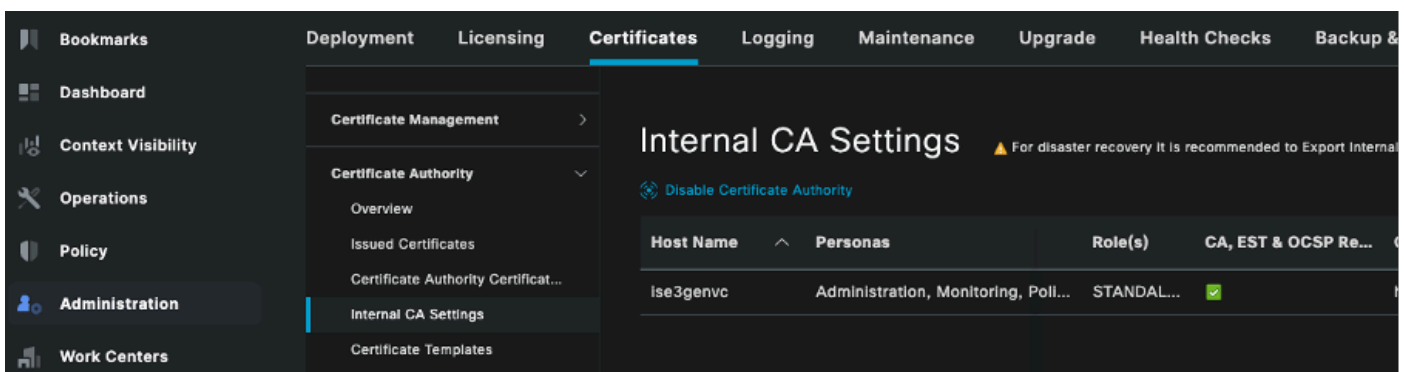 Bookmarks
Dashboard
Context Visibility
Operations
Policy
Administration
Work Centers
Deployment Licensing Certificates Logging Maintenance Upgrade Health Checks Backup &
Certificate Management
Certificate Authority
Overview
Issued Certificates
Certificate Authority Certificat...
Internal CA Settings
Certificate Templates
Internal CA Settings For disaster recovery it is recommended to Export Internal
Disable Certificate Authority
Host Name Personas Role(s) CA, EST & OCSP Re...
ise3genvc Administration, Monitoring, Poli... STANDAL...